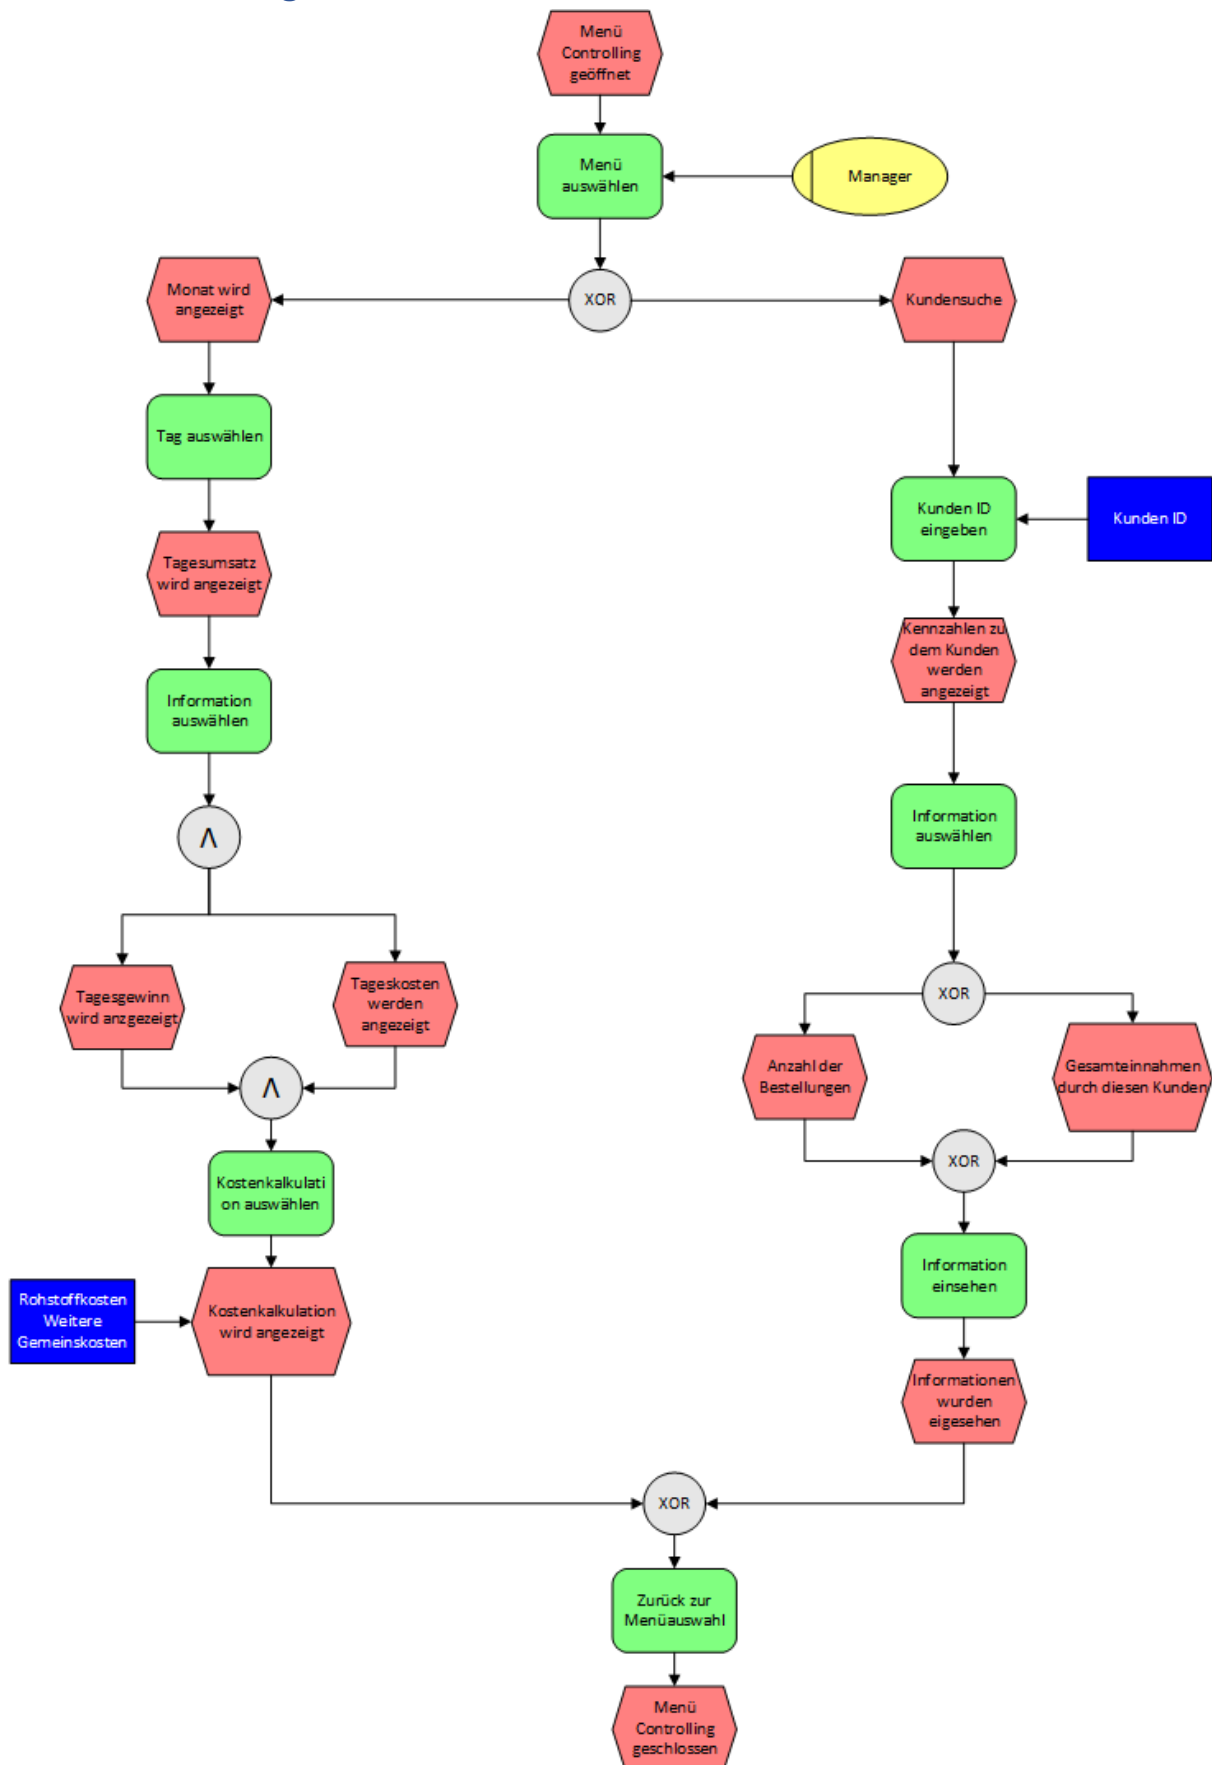 Menü
Controlling
geöffnet
Menü
auswählen
Manager
XOR
Monat wird
angezeigt
Kundensuche
Tag auswählen
Kunden ID
eingeben
Kunden ID
Tagesumsatz
wird angezeigt
Kennzahlen zu
dem Kunden
werden
angezeigt
Information
auswählen
Information
auswählen
Λ
XOR
Tagesgewinn
wird anzgezeigt
Tageskosten
werden
angezeigt
Anzahl der
Bestellungen
Gesamteinnahmen
durch diesen Kunden
Λ
XOR
Kostenkalkulati
on auswählen
Information
einsehen
Rohstoffkosten
Weitere
Gemeinskosten
Kostenkalkulation
wird angezeigt
Informationen
wurden
eigesehen
XOR
Zurück zur
Menüauswahl
Menü
Controlling
geschlossen